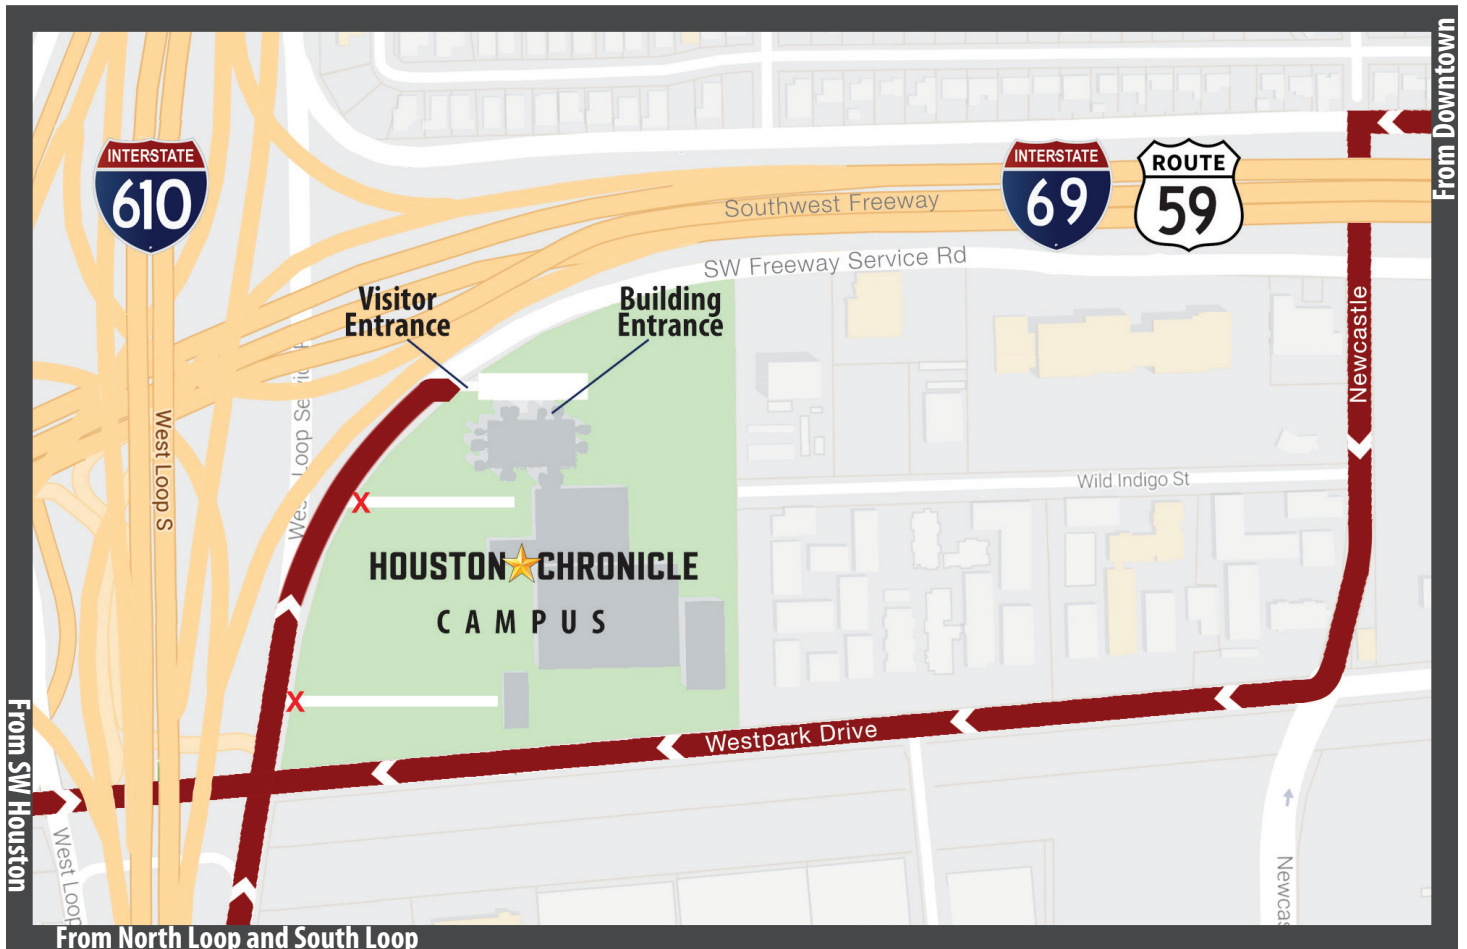 From Downtown
INTERSTATE
610
INTERSTATE
69
ROUTE
59
Southwest Freeway
SW Freeway Service Rd
Visitor
Entrance
Building
Entrance
Newcastle
West Loop S
Wild Indigo St
X
HOUSTON CHRONICLE
CAMPUS
X
Westpark Drive
From SW Houston
West Loop
From North Loop and South Loop